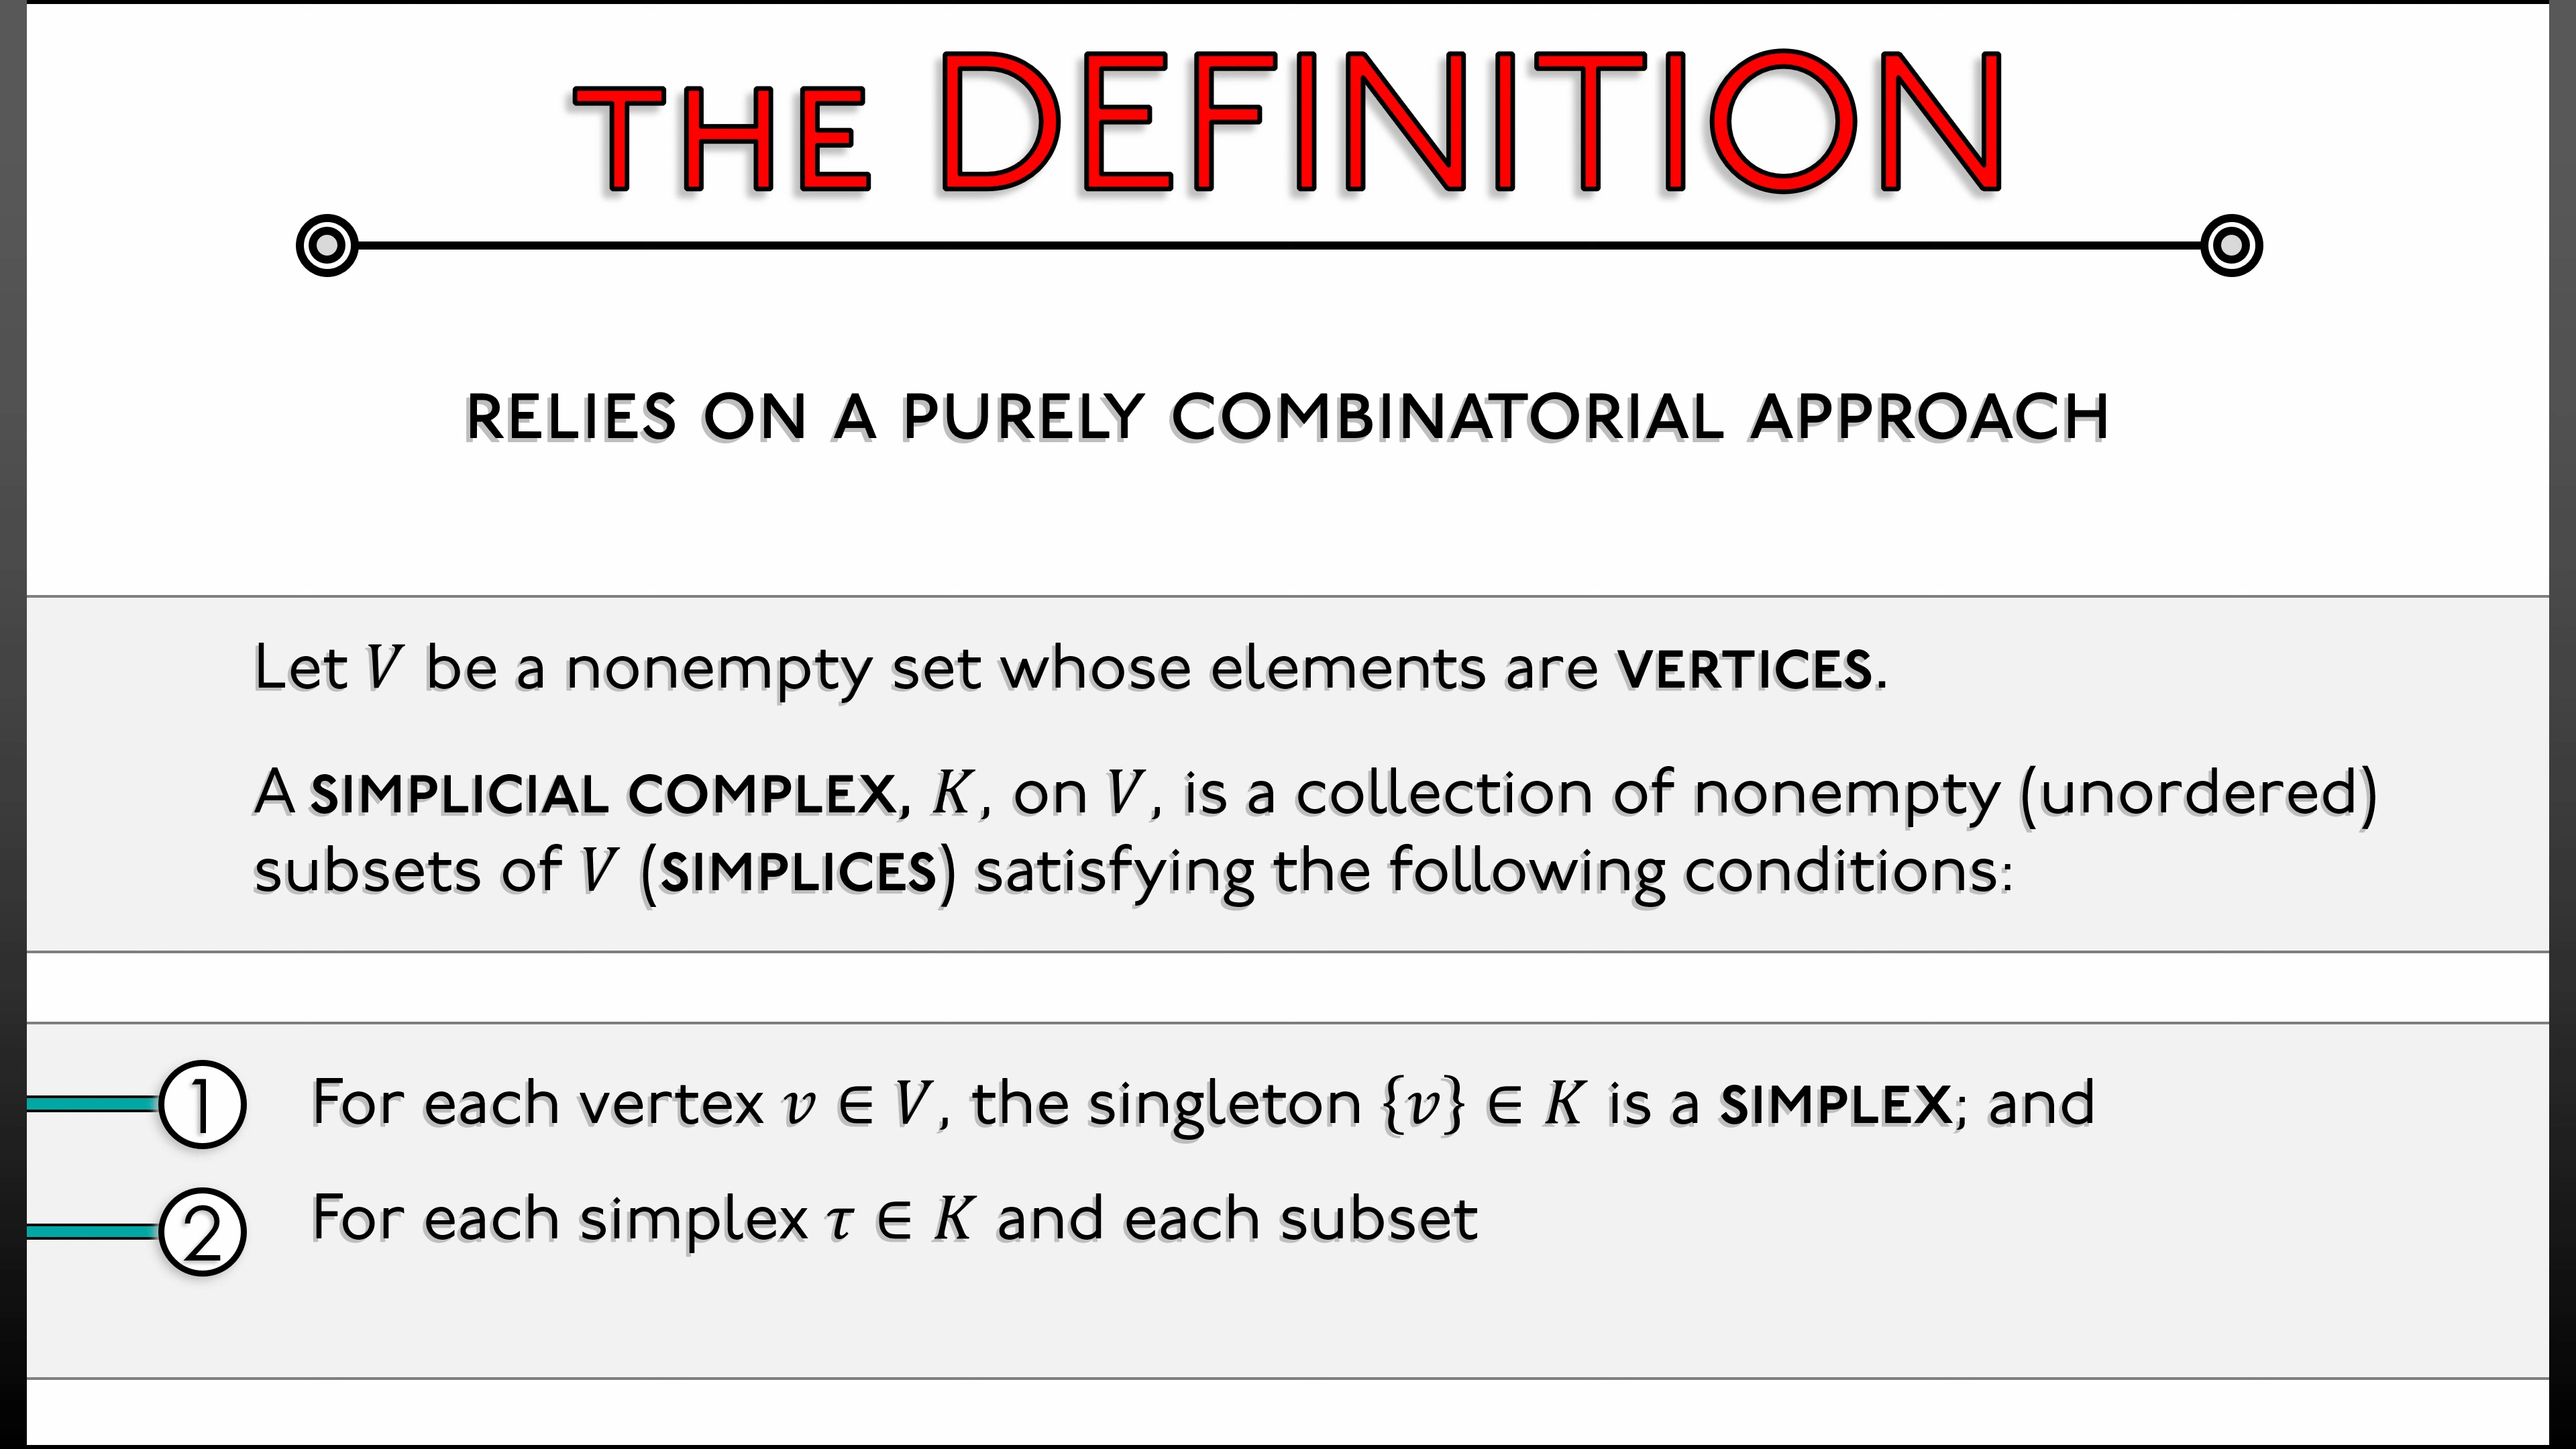 THE DEFINITION
RELIES ON A PURELY COMBINATORIAL APPROACH
Let V be a nonempty set whose elements are VERTICES.
A SIMPLICIAL COMPLEX, K, on V, is a collection of nonempty (unordered)
subsets of V (SIMPLICES) satisfying the following conditions:
1 For each vertex v ∈ V, the singleton {v} ∈ K is a SIMPLEX; and
2 For each simplex τ ∈ K and each subset